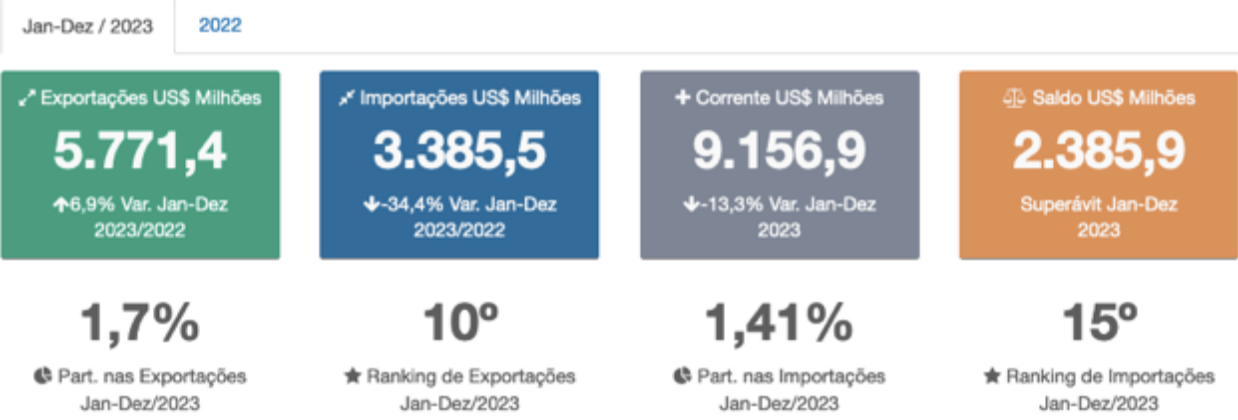 Jan-Dez / 2023
2022
Exportações US$ Milhões
5.771,4
6,9% Var. Jan-Dez
2023/2022
Importações US$ Milhões
3.385,5
-34,4% Var. Jan-Dez
2023/2022
Corrente US$ Milhões
9.156,9
-13,3% Var. Jan-Dez
2023
Saldo US$ Milhões
2.385,9
Superávit Jan-Dez
2023
1,7%
Part. nas Exportações
Jan-Dez/2023
10º
Ranking de Exportações
Jan-Dez/2023
1,41%
Part. nas Importações
Jan-Dez/2023
15º
Ranking de Importações
Jan-Dez/2023